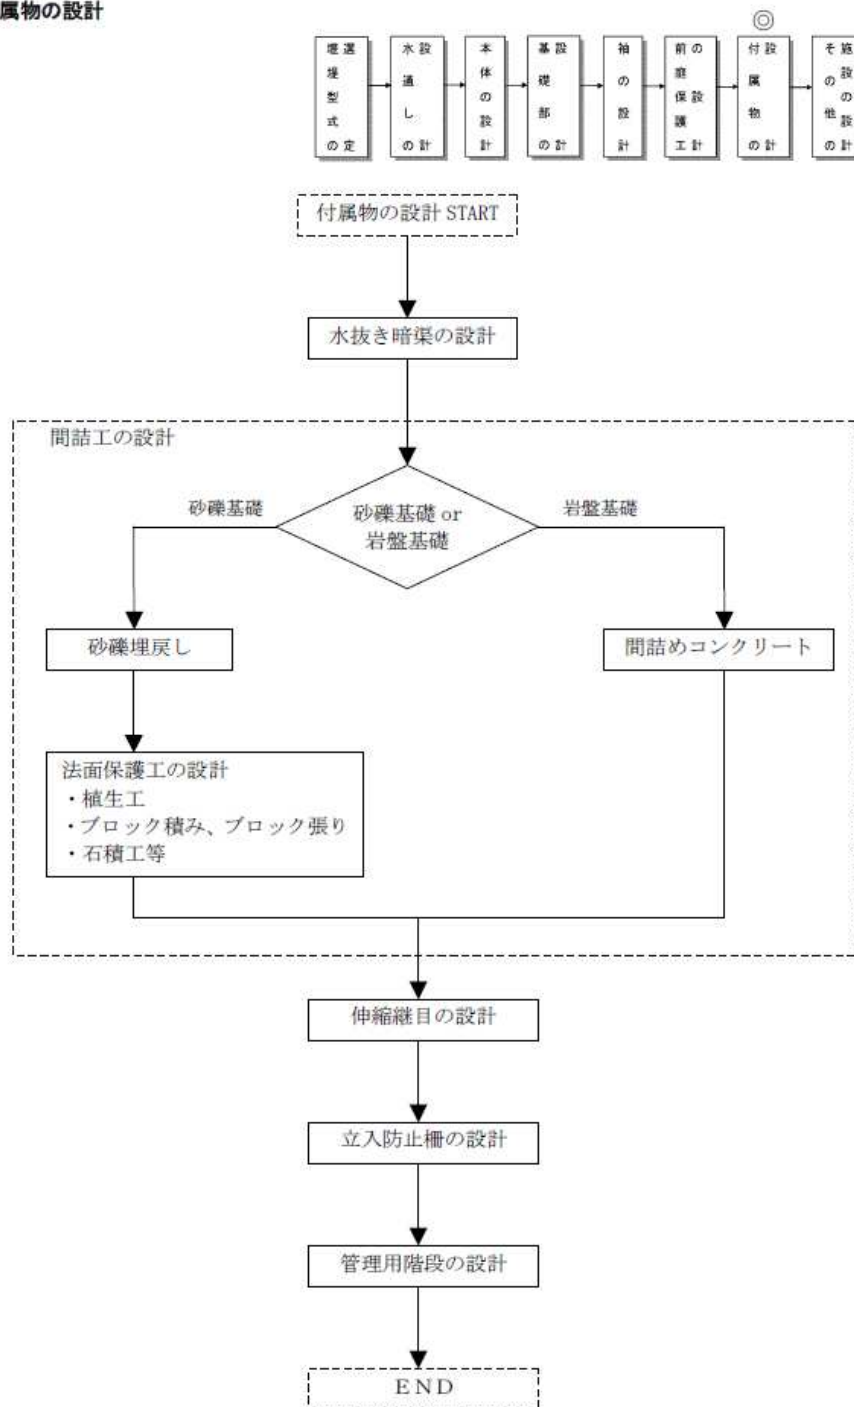 属物の設計
◎
堰堤型式の選定
水通しの設計
本体の設計
基礎部の設計
袖の設計
前庭保護工の設計
付属物の設計
その他の施設の設計
付属物の設計 START
水抜き暗渠の設計
間詰工の設計
砂礫基礎
砂礫基礎 or
岩盤基礎
岩盤基礎
砂礫埋戻し
間詰めコンクリート
法面保護工の設計
・植生工
・ブロック積み、ブロック張り
・石積工等
伸縮継目の設計
立入防止柵の設計
管理用階段の設計
END